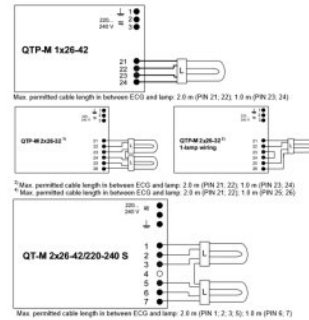 220...
240 V
1
2
3
QTP-M 1x26-42
21
22
23
24
L
Max. permitted cable length in between ECG and lamp: 2.0 m (PIN 21; 22); 1.0 m (PIN 23; 24)
QTP-M 2x26-32
L
L
QTP-M 2x26-32
1-lamp wiring
L
Max. permitted cable length in between ECG and lamp: 2.0 m (PIN 21; 22); 1.0 m (PIN 23; 24)
Max. permitted cable length in between ECG and lamp: 2.0 m (PIN 21; 22); 1.0 m (PIN 25; 26)
220...
240 V
QT-M 2x26-42/220-240 S
1
2
3
4
5
6
7
L
L
Max. permitted cable length in between ECG and lamp: 2.0 m (PIN 1; 2; 3; 5); 1.0 m (PIN 6; 7)